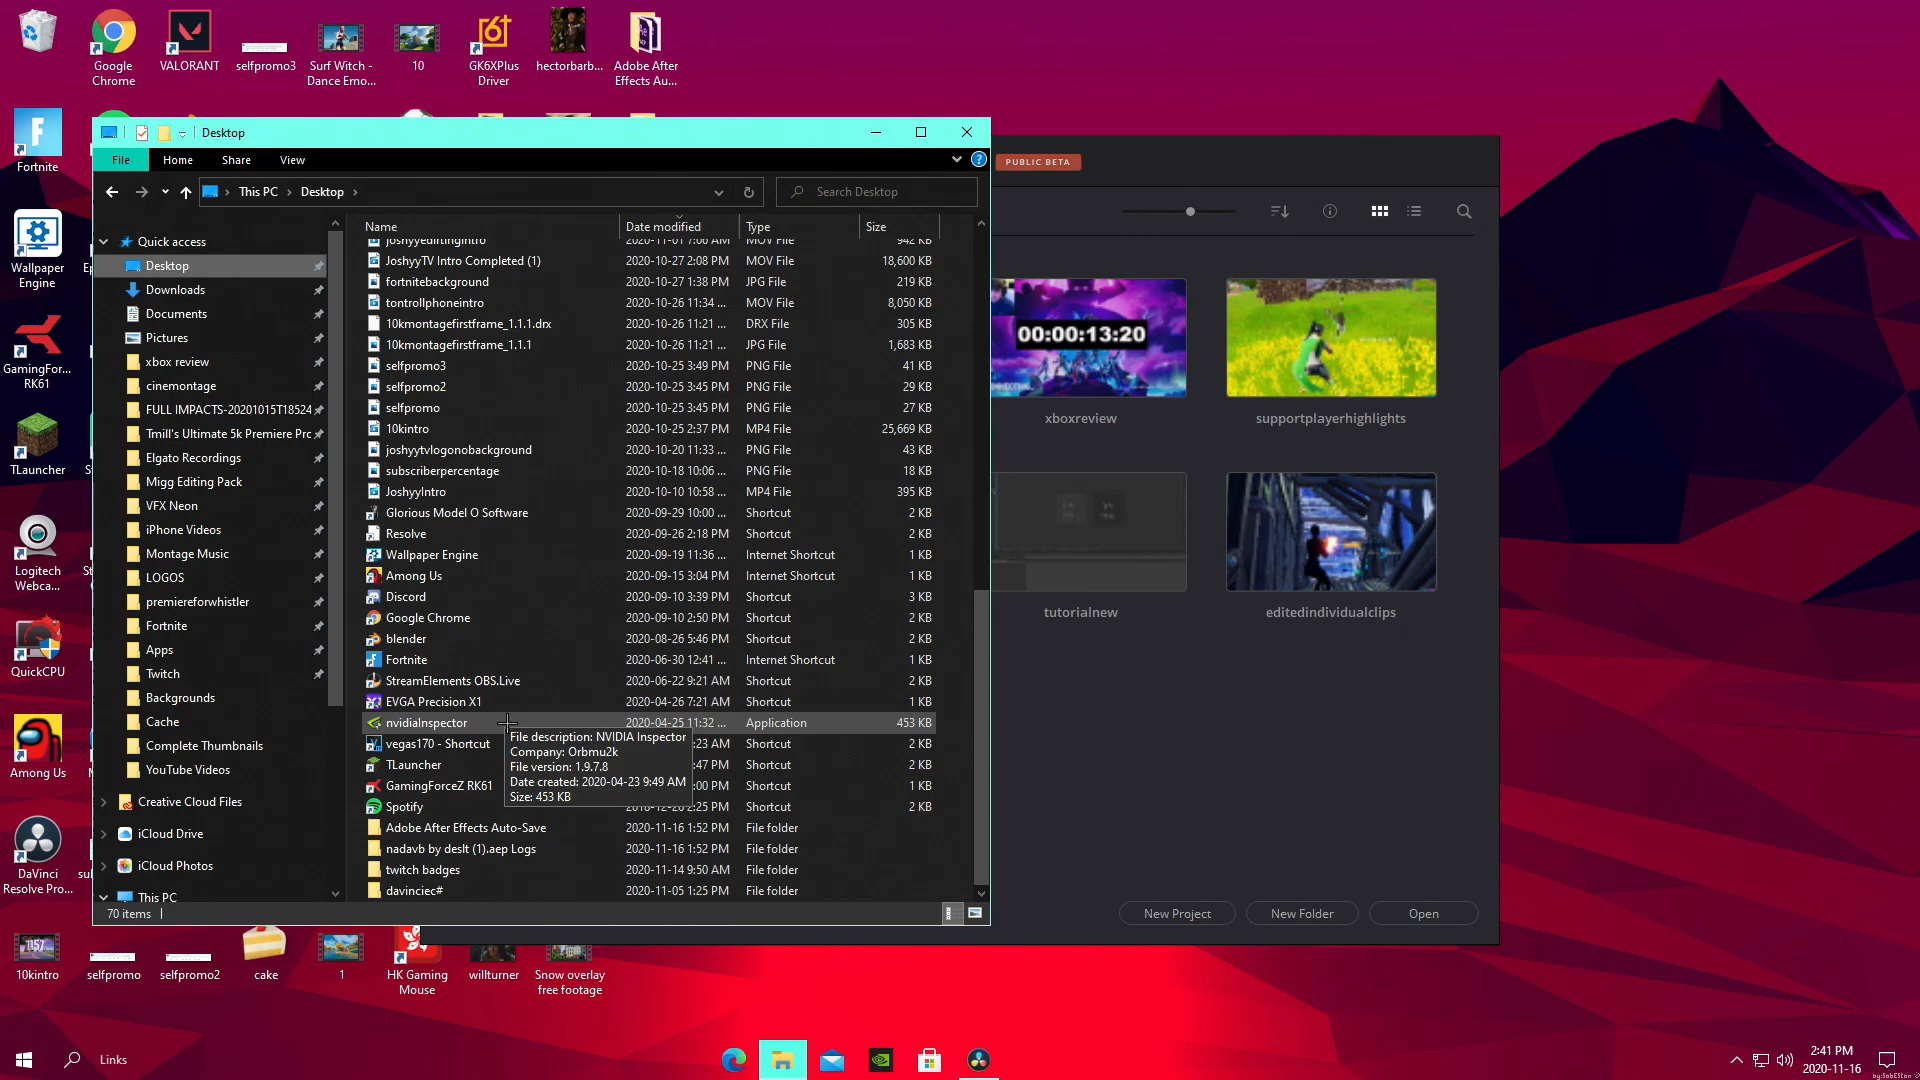 Google
Chrome
VALORANT
selfpromo3
Surf Witch -
Dance Emo...
10
GK6XPlus
Driver
hectorbarb...
Adobe After
Effects Au...
Fortnite
Wallpaper
Engine
GamingFor...
RK61
TLauncher
Logitech
Webca...
QuickCPU
Among Us
DaVinci
Resolve Pro...
10kintro
selfpromo
selfpromo2
cake
1
HK Gaming
Mouse
willturner
Snow overlay
free footage
Desktop
File
Home
Share
View
This PC
Desktop
Search Desktop
Name
Date modified
Type
Size
Quick access
Desktop
Downloads
Documents
Pictures
xbox review
cinemontage
FULL IMPACTS-20201015T18524
Tmill's Ultimate 5k Premiere Prc
Elgato Recordings
Migg Editing Pack
VFX Neon
iPhone Videos
Montage Music
LOGOS
premiereforwhistler
Fortnite
Apps
Twitch
Backgrounds
Cache
Complete Thumbnails
YouTube Videos
Creative Cloud Files
iCloud Drive
iCloud Photos
This PC
joshyyeditingintro 2020-11-01 7:06 AM MOV File 942 KB
JoshyyTV Intro Completed (1) 2020-10-27 2:08 PM MOV File 18,600 KB
fortnitebackground 2020-10-27 1:38 PM JPG File 219 KB
tontrollphoneintro 2020-10-26 11:34 ... MOV File 8,050 KB
10kmontagefirstframe_1.1.1.drx 2020-10-26 11:21 ... DRX File 305 KB
10kmontagefirstframe_1.1.1 2020-10-26 11:21 ... JPG File 1,683 KB
selfpromo3 2020-10-25 3:49 PM PNG File 41 KB
selfpromo2 2020-10-25 3:45 PM PNG File 29 KB
selfpromo 2020-10-25 3:45 PM PNG File 27 KB
10kintro 2020-10-25 2:37 PM MP4 File 25,669 KB
joshyytvlogonobackground 2020-10-20 11:33 ... PNG File 43 KB
subscriberpercentage 2020-10-18 10:06 ... PNG File 18 KB
JoshyyIntro 2020-10-10 10:58 ... MP4 File 395 KB
Glorious Model O Software 2020-09-29 10:00 ... Shortcut 2 KB
Resolve 2020-09-26 2:18 PM Shortcut 2 KB
Wallpaper Engine 2020-09-19 11:36 ... Internet Shortcut 1 KB
Among Us 2020-09-15 3:04 PM Internet Shortcut 1 KB
Discord 2020-09-10 3:39 PM Shortcut 3 KB
Google Chrome 2020-09-10 2:50 PM Shortcut 2 KB
blender 2020-08-26 5:46 PM Shortcut 2 KB
Fortnite 2020-06-30 12:41 ... Internet Shortcut 1 KB
StreamElements OBS.Live 2020-06-22 9:21 AM Shortcut 2 KB
EVGA Precision X1 2020-04-26 7:21 AM Shortcut 1 KB
nvidiaInspector 2020-04-25 11:32 ... Application 453 KB
vegas170 - Shortcut :23 AM Shortcut 2 KB
TLauncher :47 PM Shortcut 2 KB
GamingForceZ RK61 :00 PM Shortcut 1 KB
Spotify 2:25 PM Shortcut 2 KB
Adobe After Effects Auto-Save 2020-11-16 1:52 PM File folder
nadavb by deslt (1).aep Logs 2020-11-16 1:52 PM File folder
twitch badges 2020-11-14 9:50 AM File folder
davinciec# 2020-11-05 1:25 PM File folder
File description: NVIDIA Inspector
Company: Orbmu2k
File version: 1.9.7.8
Date created: 2020-04-23 9:49 AM
Size: 453 KB
70 items
PUBLIC BETA
00:00:13:20
xboxreview
supportplayerhighlights
tutorialnew
editedindividualclips
New Project
New Folder
Open
Links
2:41 PM
2020-11-16